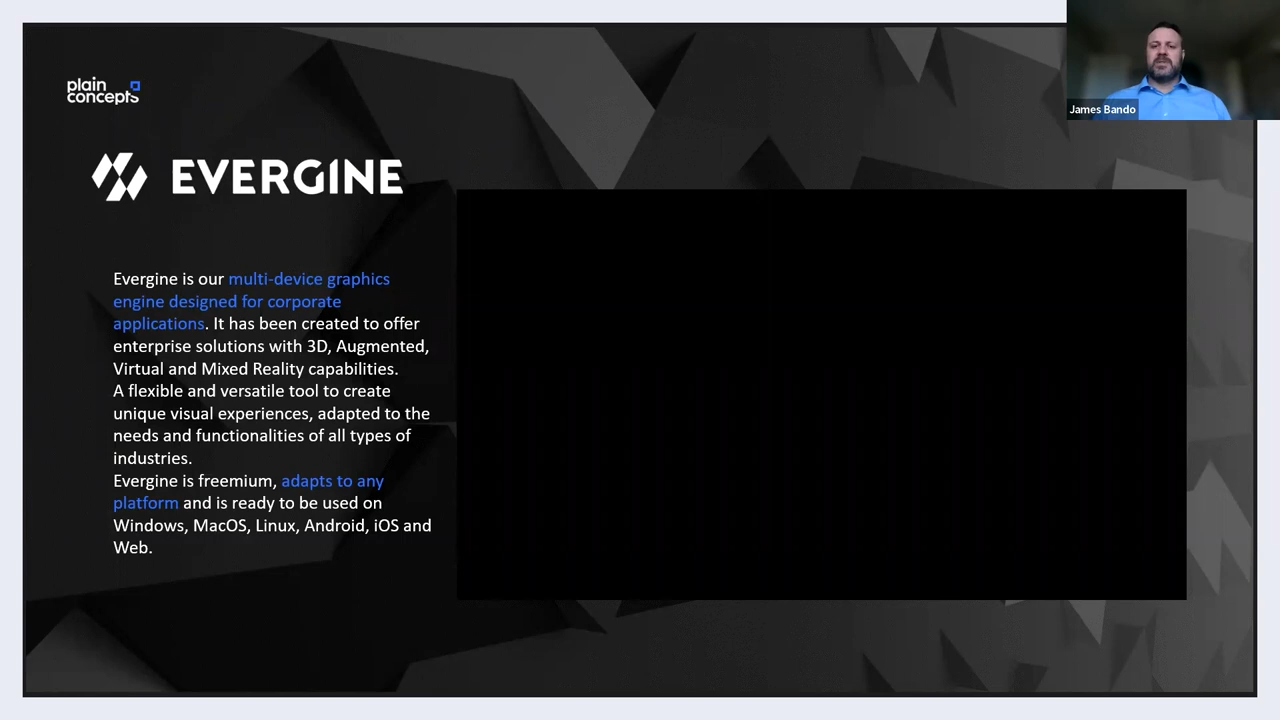 plain
concepts
EVERGINE
Evergine is our multi-device graphics
engine designed for corporate
applications. It has been created to offer
enterprise solutions with 3D, Augmented,
Virtual and Mixed Reality capabilities.
A flexible and versatile tool to create
unique visual experiences, adapted to the
needs and functionalities of all types of
industries.
Evergine is freemium, adapts to any
platform and is ready to be used on
Windows, MacOS, Linux, Android, iOS and
Web.
James Bando